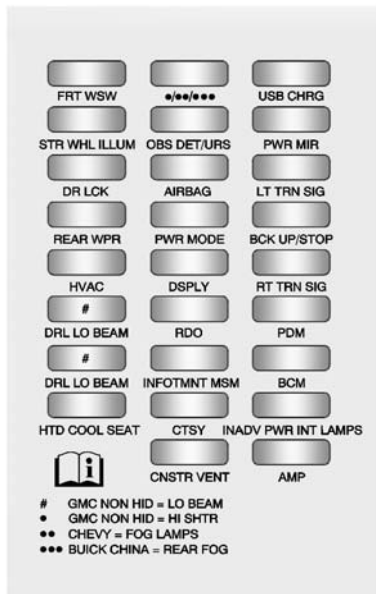 FRT WSW ●/●●/●●● USB CHRG
STR WHL ILLUM OBS DET/URS PWR MIR
DR LCK AIRBAG LT TRN SIG
REAR WPR PWR MODE BCK UP/STOP
HVAC DSPLY RT TRN SIG
#
DRL LO BEAM RDO PDM
#
DRL LO BEAM INFOTMNT MSM BCM
HTD COOL SEAT CTSY INADV PWR INT LAMPS
i
CNSTR VENT AMP
# GMC NON HID = LO BEAM
● GMC NON HID = HI SHTR
●● CHEVY = FOG LAMPS
●●● BUICK CHINA = REAR FOG